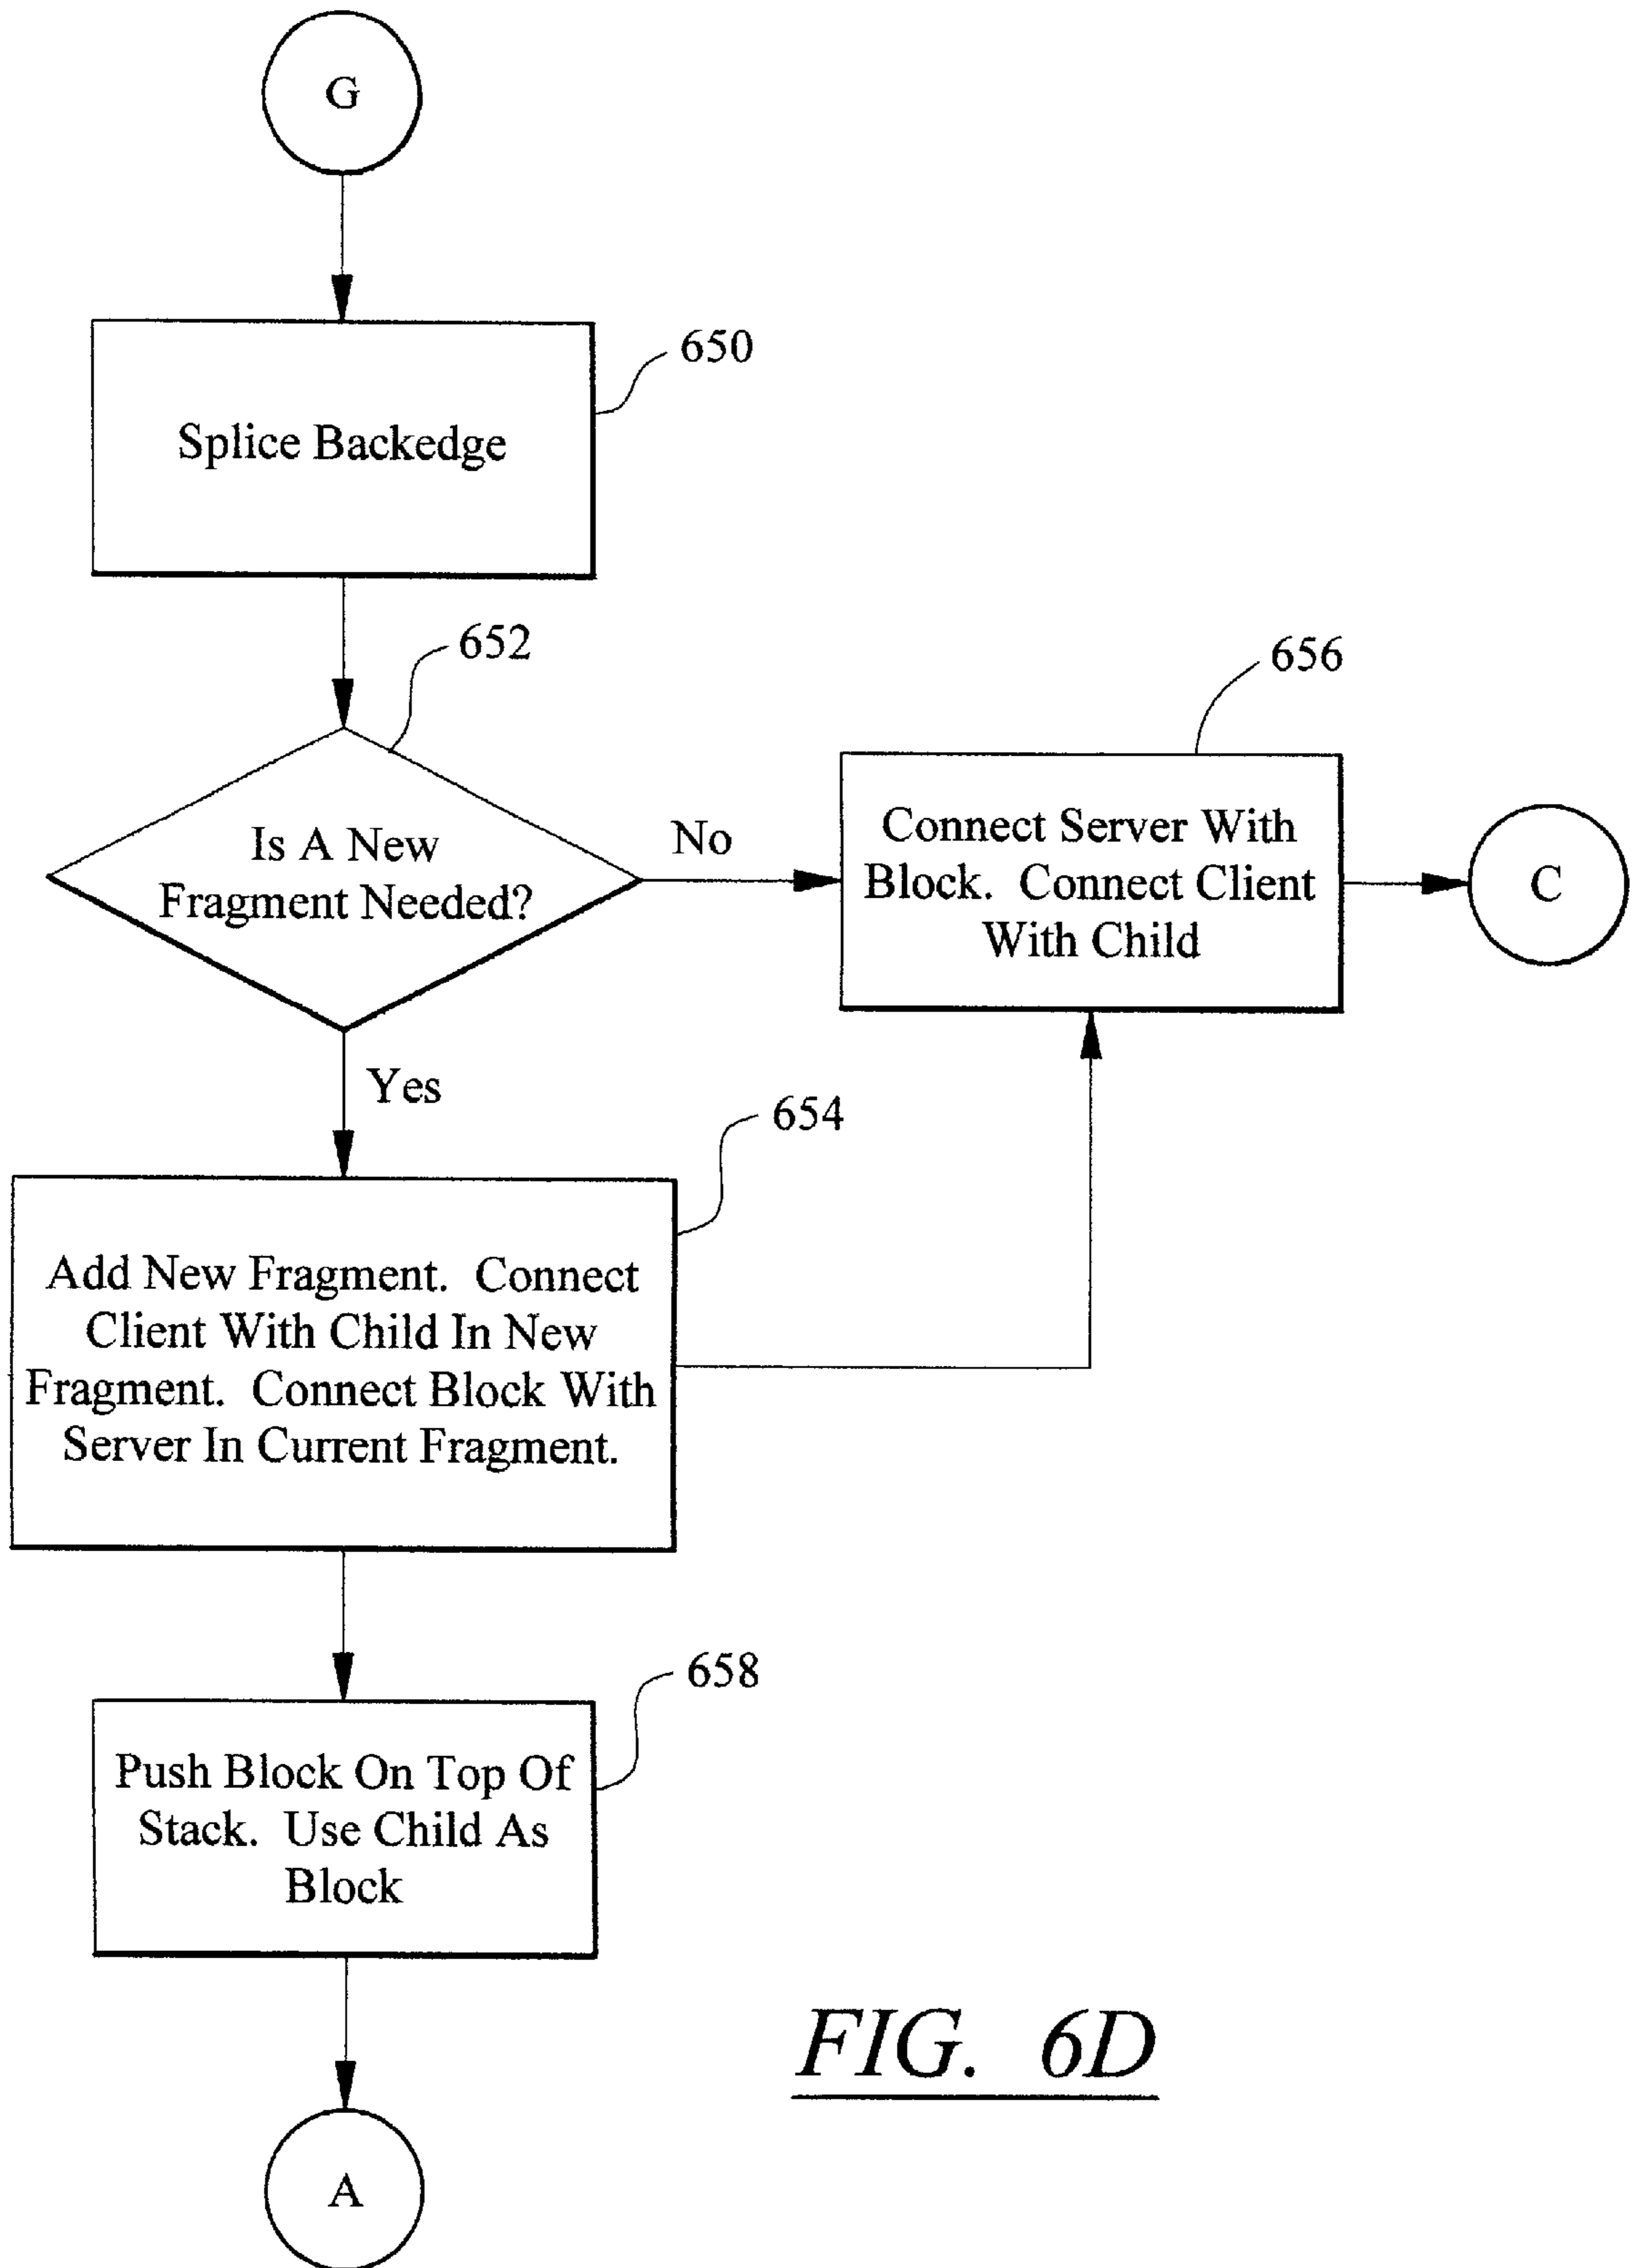 G
650
Splice Backedge
652
Is A New
Fragment Needed?
No
656
Connect Server With
Block. Connect Client
With Child
C
Yes
654
Add New Fragment. Connect
Client With Child In New
Fragment. Connect Block With
Server In Current Fragment.
658
Push Block On Top Of
Stack. Use Child As
Block
A
FIG. 6D